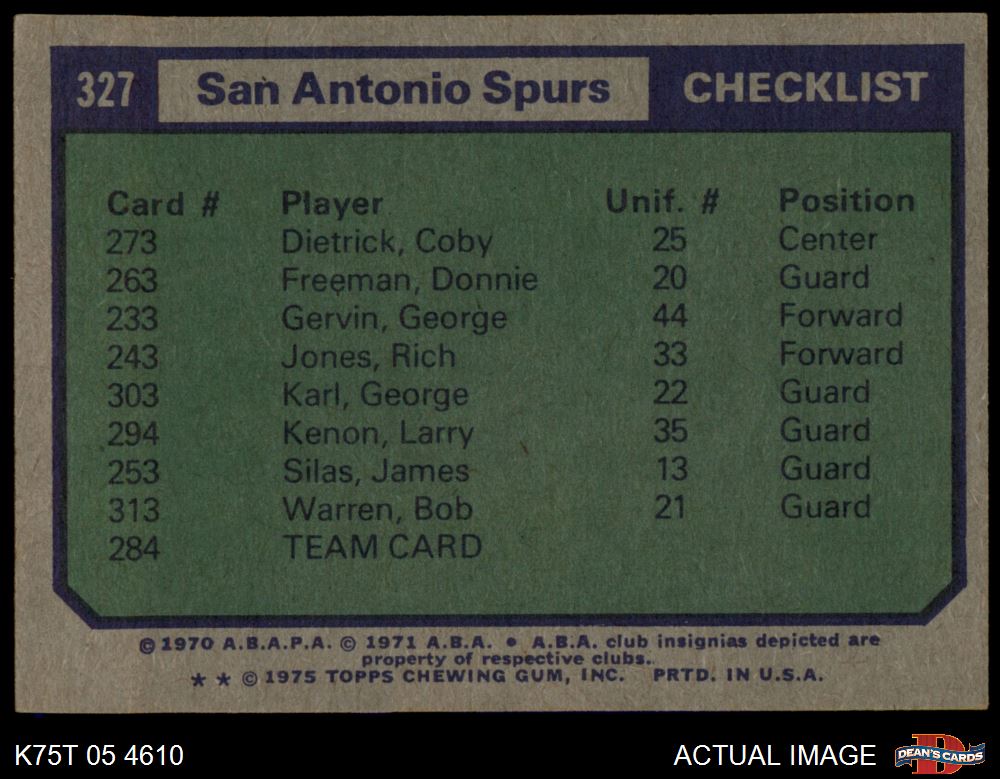 327 San Antonio Spurs CHECKLIST
Card # Player Unif. # Position
273 Dietrick, Coby 25 Center
263 Freeman, Donnie 20 Guard
233 Gervin, George 44 Forward
243 Jones, Rich 33 Forward
303 Karl, George 22 Guard
294 Kenon, Larry 35 Guard
253 Silas, James 13 Guard
313 Warren, Bob 21 Guard
284 TEAM CARD
© 1970 A.B.A.P.A. © 1971 A.B.A. • A.B.A. club insignias depicted are
property of respective clubs..
★ ★ © 1975 TOPPS CHEWING GUM, INC. PRTD. IN U.S.A.
K75T 05 4610 ACTUAL IMAGE DEAN'S CARDS